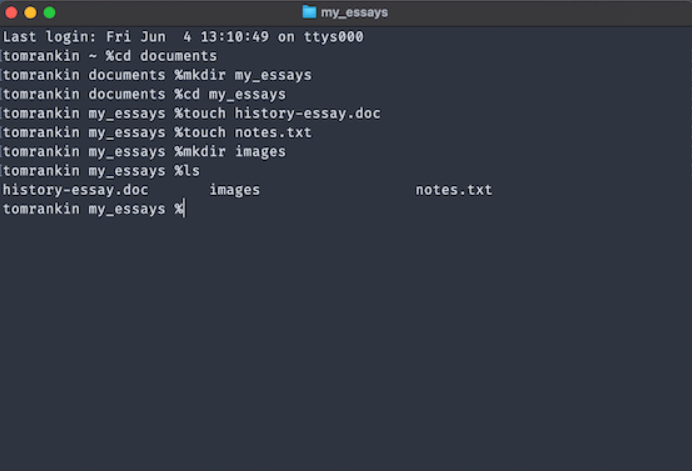 my_essays
Last login: Fri Jun  4 13:10:49 on ttys000
[tomrankin ~ %cd documents
[tomrankin documents %mkdir my_essays
[tomrankin documents %cd my_essays
[tomrankin my_essays %touch history-essay.doc
[tomrankin my_essays %touch notes.txt
[tomrankin my_essays %mkdir images
[tomrankin my_essays %ls
history-essay.doc       images                  notes.txt
tomrankin my_essays %